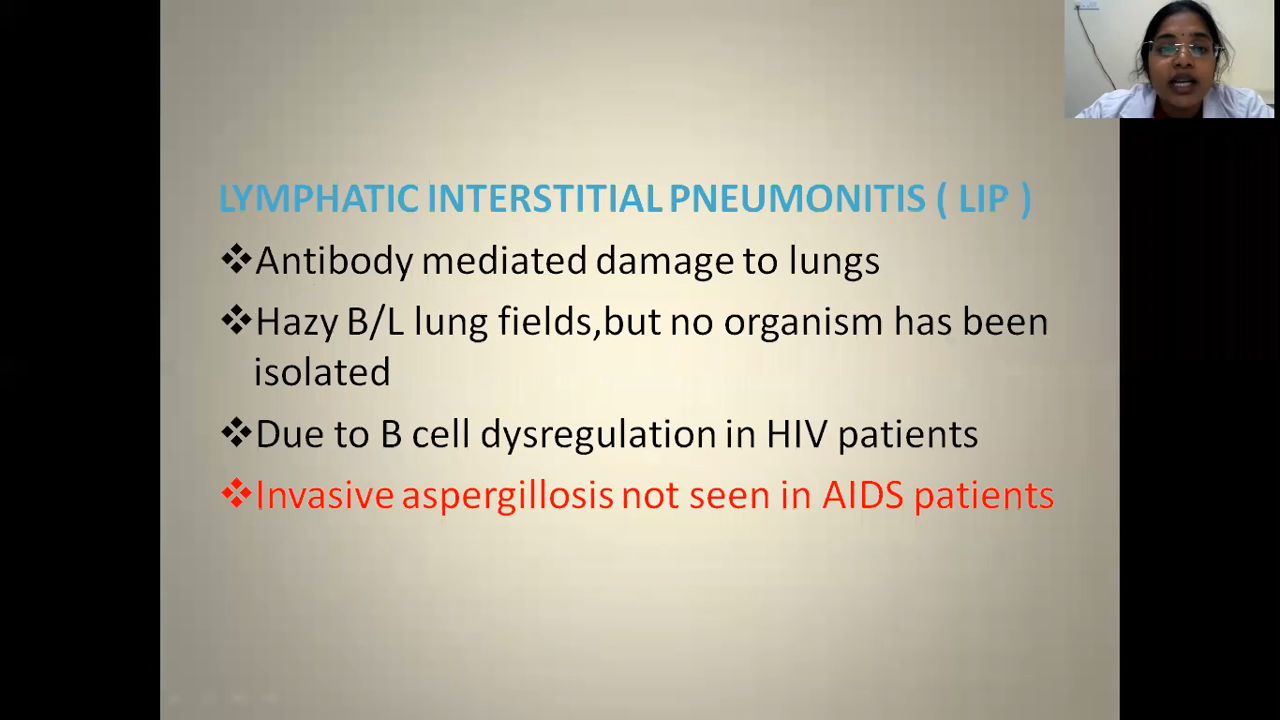 LYMPHATIC INTERSTITIAL PNEUMONITIS ( LIP )
❖Antibody mediated damage to lungs
❖Hazy B/L lung fields,but no organism has been
isolated
❖Due to B cell dysregulation in HIV patients
❖Invasive aspergillosis not seen in AIDS patients